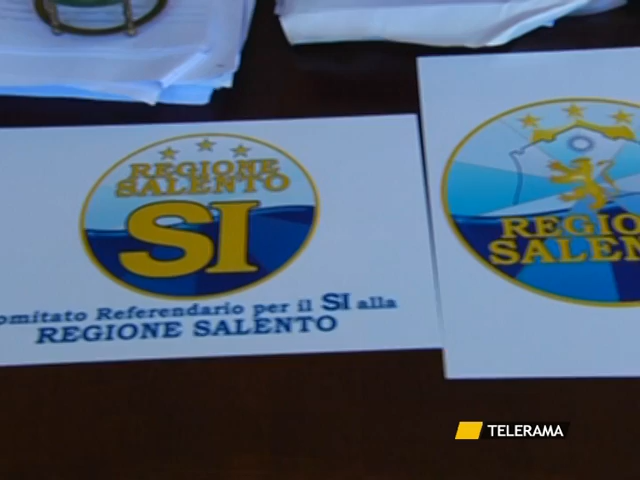 REGIONE
SALENTO
SI
omitato Referendario per il SI alla
REGIONE SALENTO
REGIO
SALEN
TELERAMA